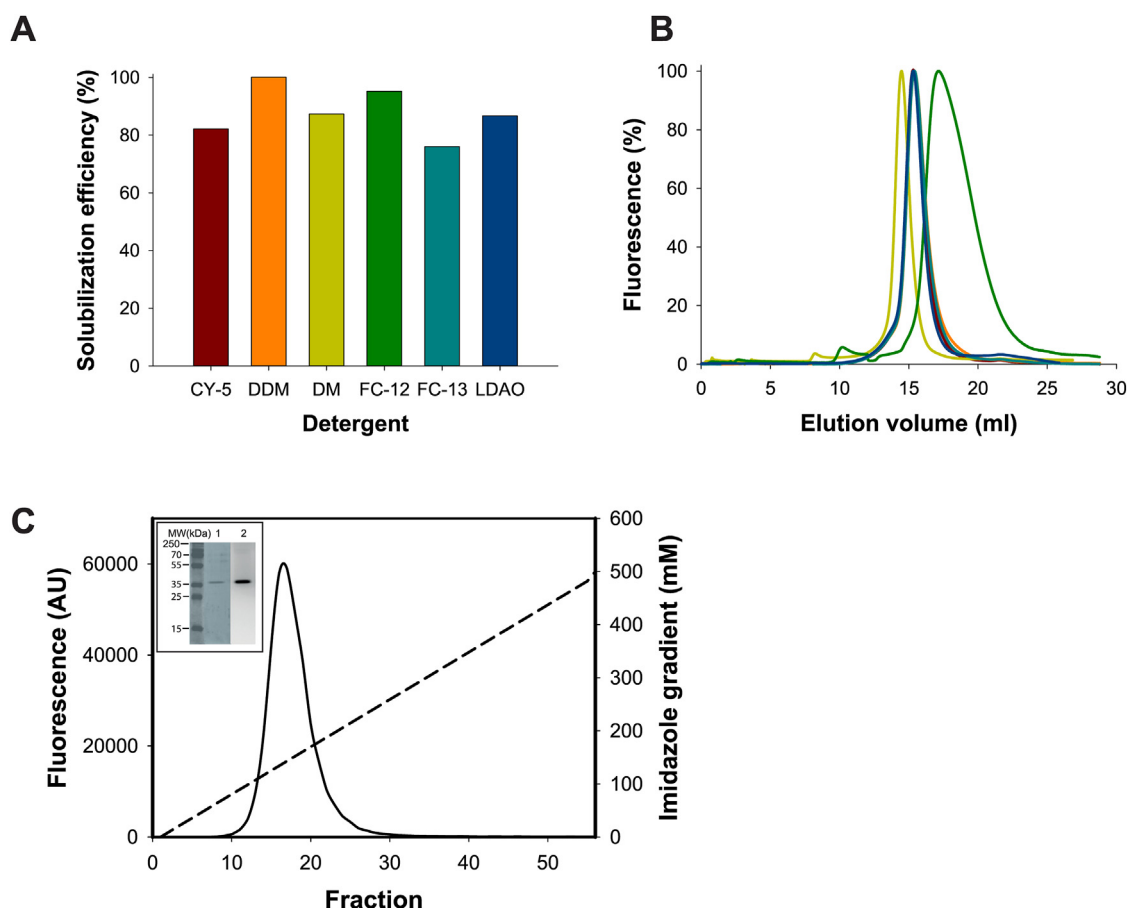 A
Solubilization efficiency (%)
100
80
60
40
20
0
CY-5 DDM DM FC-12 FC-13 LDAO
Detergent
B
Fluorescence (%)
100
80
60
40
20
0
0 5 10 15 20 25 30
Elution volume (ml)
C
Fluorescence (AU)
60000
40000
20000
0
MW(kDa) 1 2
250
70
55
35
25
15
600
500
400
300
200
100
0
Imidazole gradient (mM)
0 10 20 30 40 50
Fraction